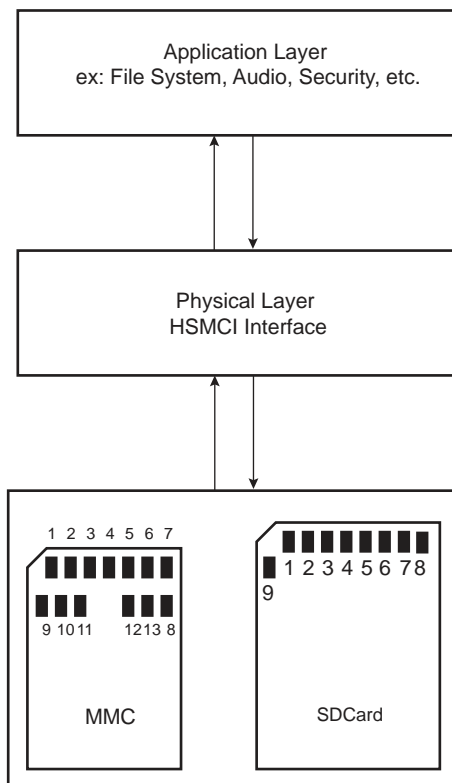 Application Layer
ex: File System, Audio, Security, etc.
Physical Layer
HSMCI Interface
1 2 3 4 5 6 7
9 10 11 12 13 8
MMC
1 2 3 4 5 6 7 8
9
SDCard